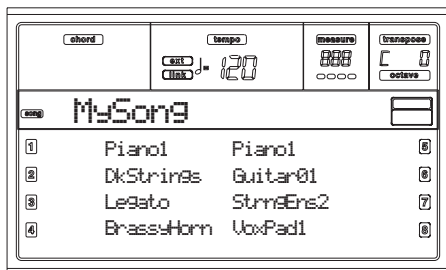 chord tempo measure transpose
ext link ♩= 120 888 C 0
octave
song MySong
1 Piano1 Piano1 5
2 DkStrings Guitar01 6
3 Legato StrngEns2 7
4 BrassyHorn VoxPad1 8